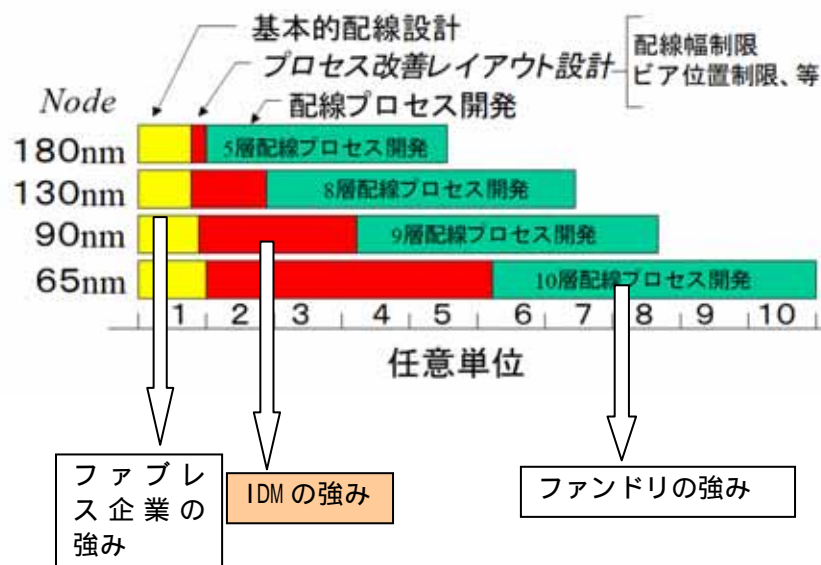 基本的配線設計
プロセス改善レイアウト設計
配線幅制限
ビア位置制限、等
配線プロセス開発
Node
180nm
5層配線プロセス開発
130nm
8層配線プロセス開発
90nm
9層配線プロセス開発
65nm
10層配線プロセス開発
1 2 3 4 5 6 7 8 9 10
任意単位
ファブレ
ス企業の
強み
IDMの強み
ファンドリの強み